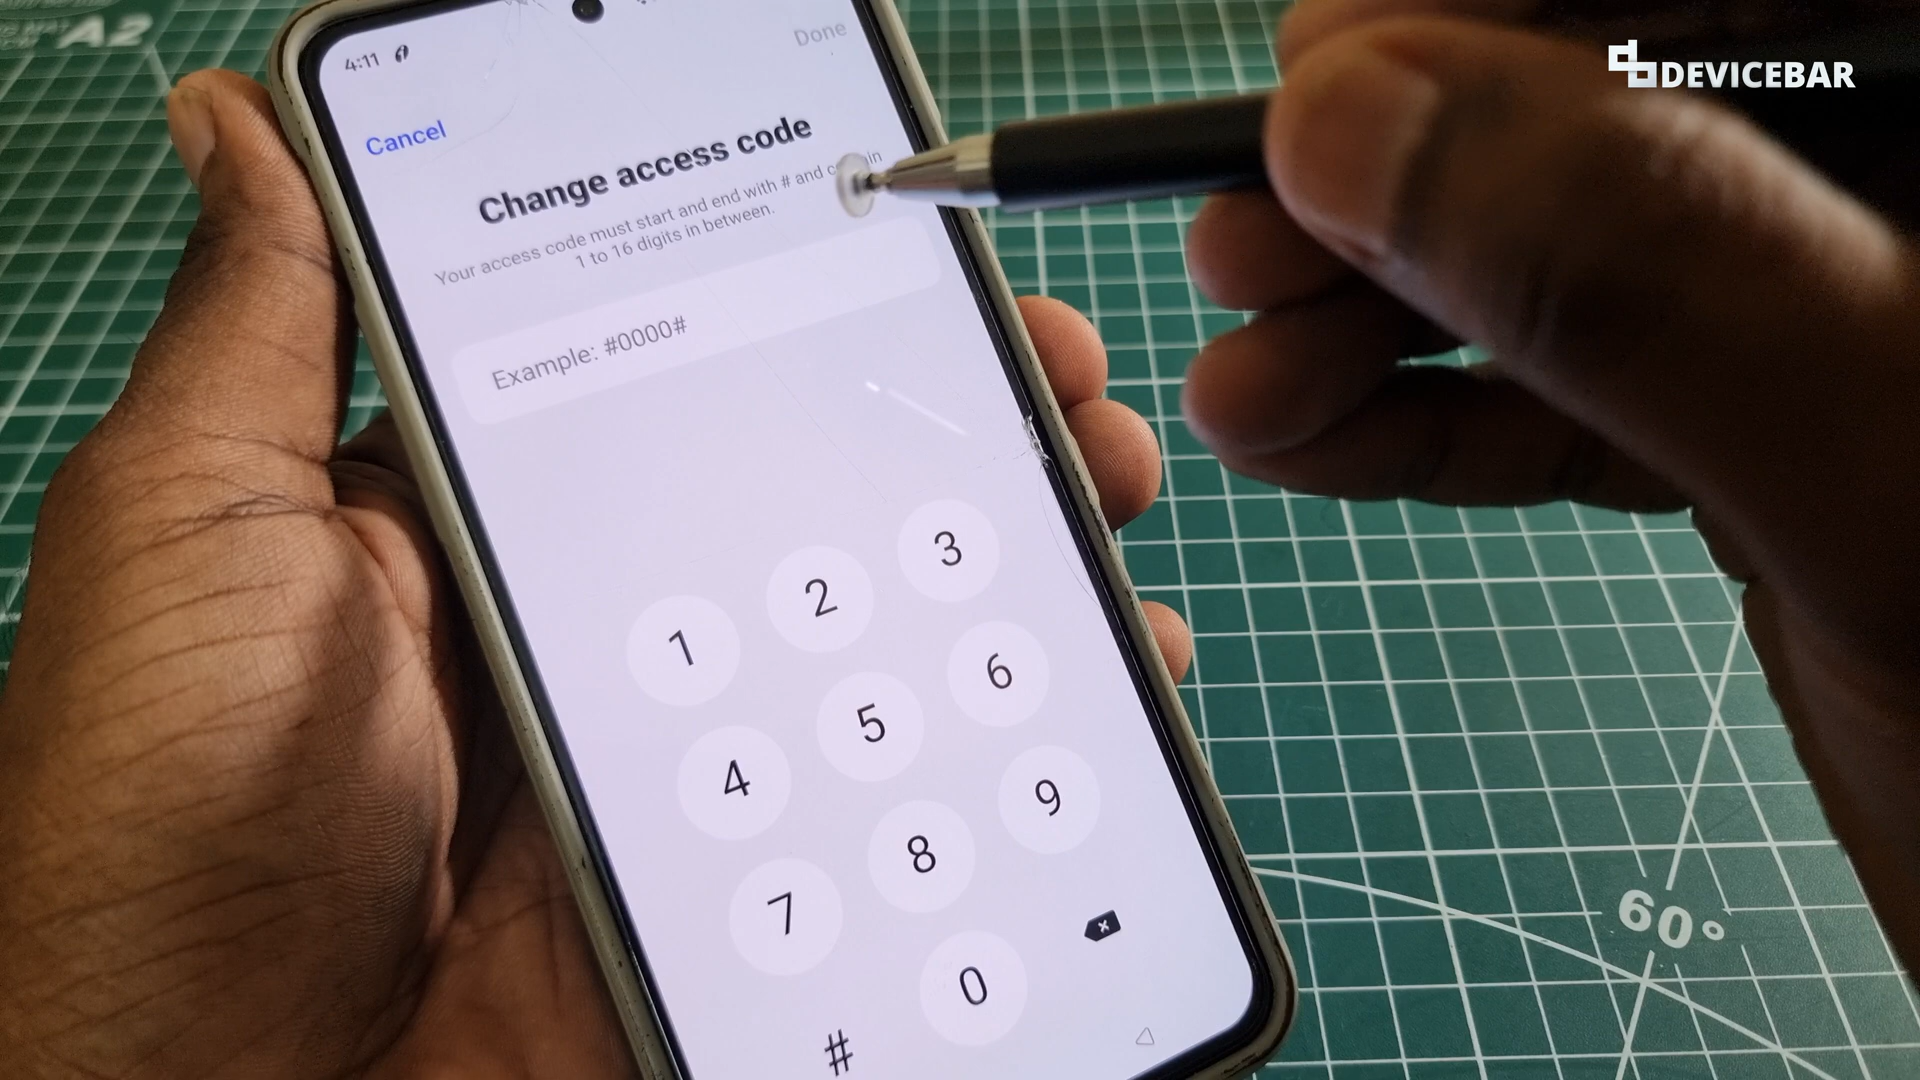 A2
DEVICEBAR
4:11
Done
Cancel
Change access code
Your access code must start and end with # and in
1 to 16 digits in between.
Example: #0000#
1
2
3
4
5
6
7
8
9
#
0
60°